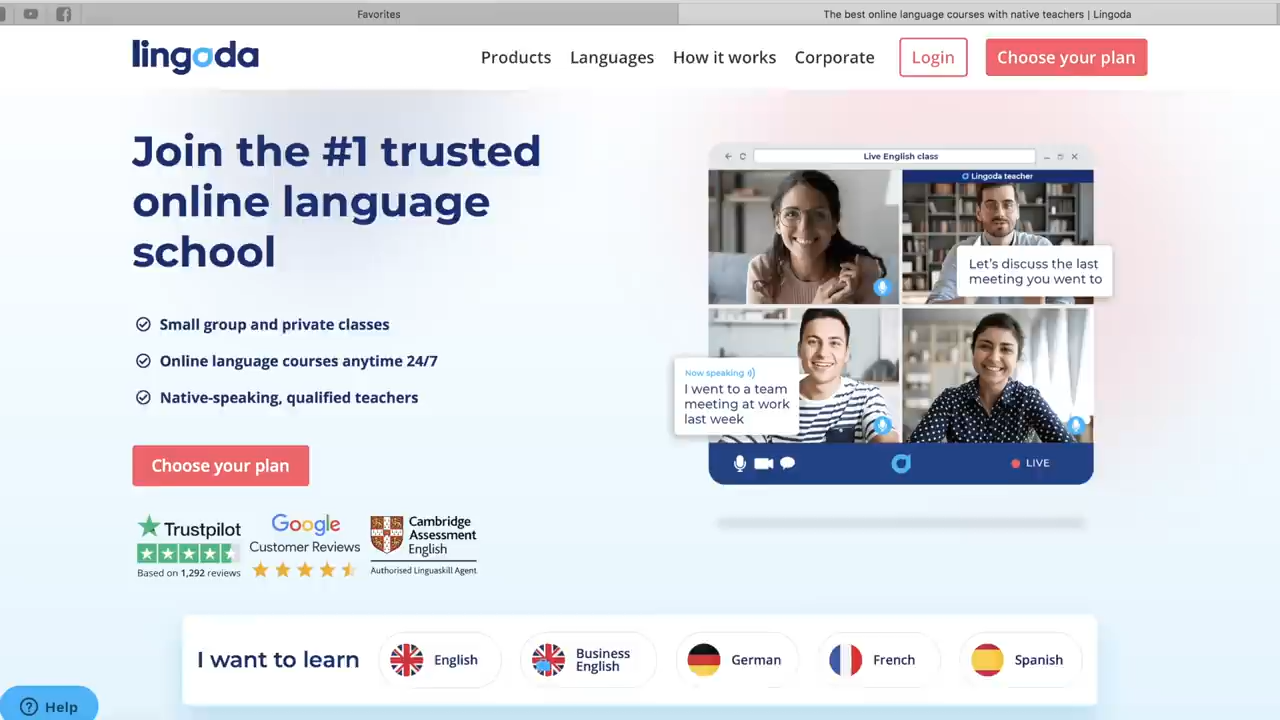 Favorites
The best online language courses with native teachers | Lingoda
lingoda
Products
Languages
How it works
Corporate
Login
Choose your plan
Join the #1 trusted
online language
school
Small group and private classes
Online language courses anytime 24/7
Native-speaking, qualified teachers
Choose your plan
Trustpilot
Based on 1,292 reviews
Google
Customer Reviews
Cambridge
Assessment
English
Authorised Linguaskill Agent
Live English class
Lingoda teacher
Let's discuss the last
meeting you went to
Now speaking
I went to a team
meeting at work
last week
LIVE
I want to learn
English
Business
English
German
French
Spanish
Help